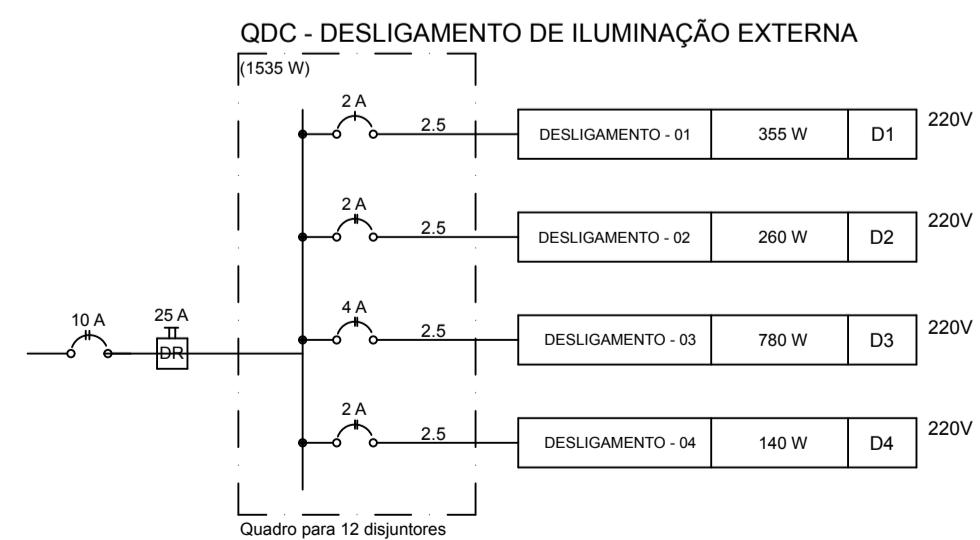 QDC - DESLIGAMENTO DE ILUMINAÇÃO EXTERNA
(1535 W)
2 A
2.5
DESLIGAMENTO - 01
355 W
D1
220V
2 A
2.5
DESLIGAMENTO - 02
260 W
D2
220V
10 A
25 A
DR
4 A
2.5
DESLIGAMENTO - 03
780 W
D3
220V
2 A
2.5
DESLIGAMENTO - 04
140 W
D4
220V
Quadro para 12 disjuntores